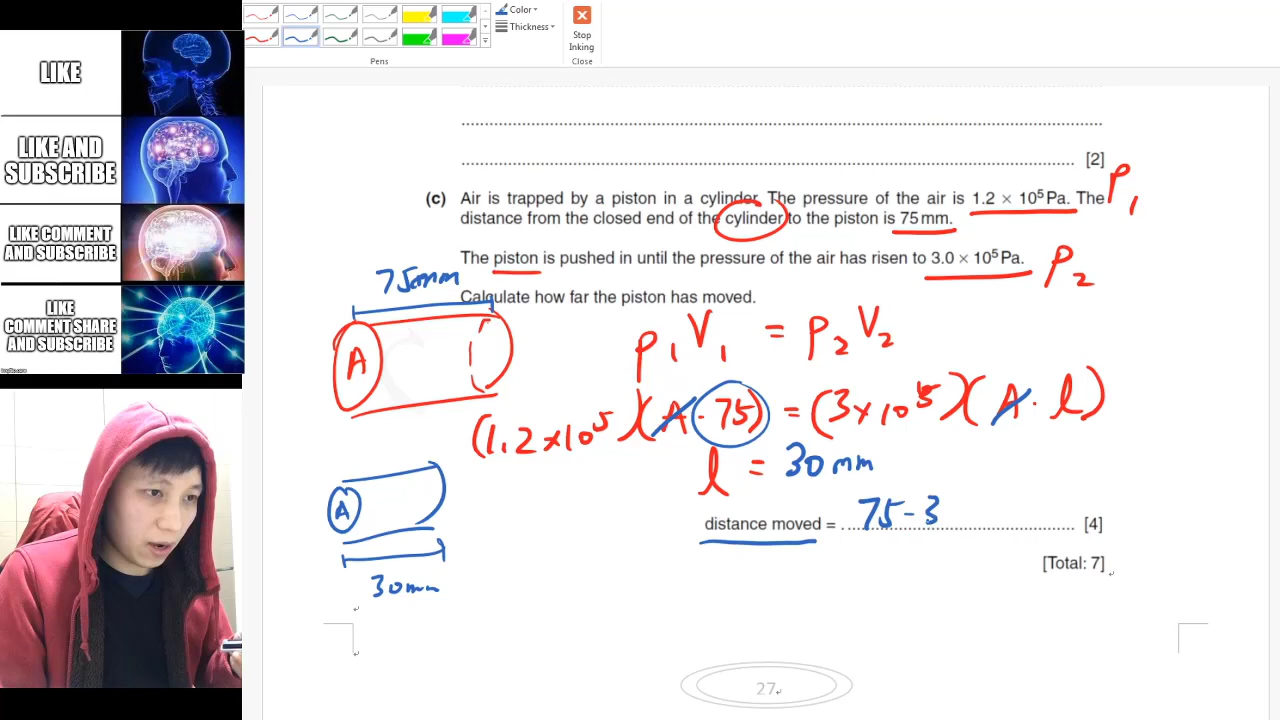 Color
Thickness
Stop
Inking
Pens
Close
LIKE
LIKE AND
SUBSCRIBE
LIKE COMMENT
AND SUBSCRIBE
LIKE
COMMENT SHARE
AND SUBSCRIBE
[2]
(c) Air is trapped by a piston in a cylinder. The pressure of the air is 1.2 × 10⁵ Pa. The
distance from the closed end of the cylinder to the piston is 75 mm.
P₁
The piston is pushed in until the pressure of the air has risen to 3.0 × 10⁵ Pa.
P₂
75mm
Calculate how far the piston has moved.
A
P₁V₁ = P₂V₂
(1.2×10⁵)(A·75) = (3×10⁵)(A·l)
l = 30mm
A
distance moved = 75-3 [4]
[Total: 7]
30mm
27